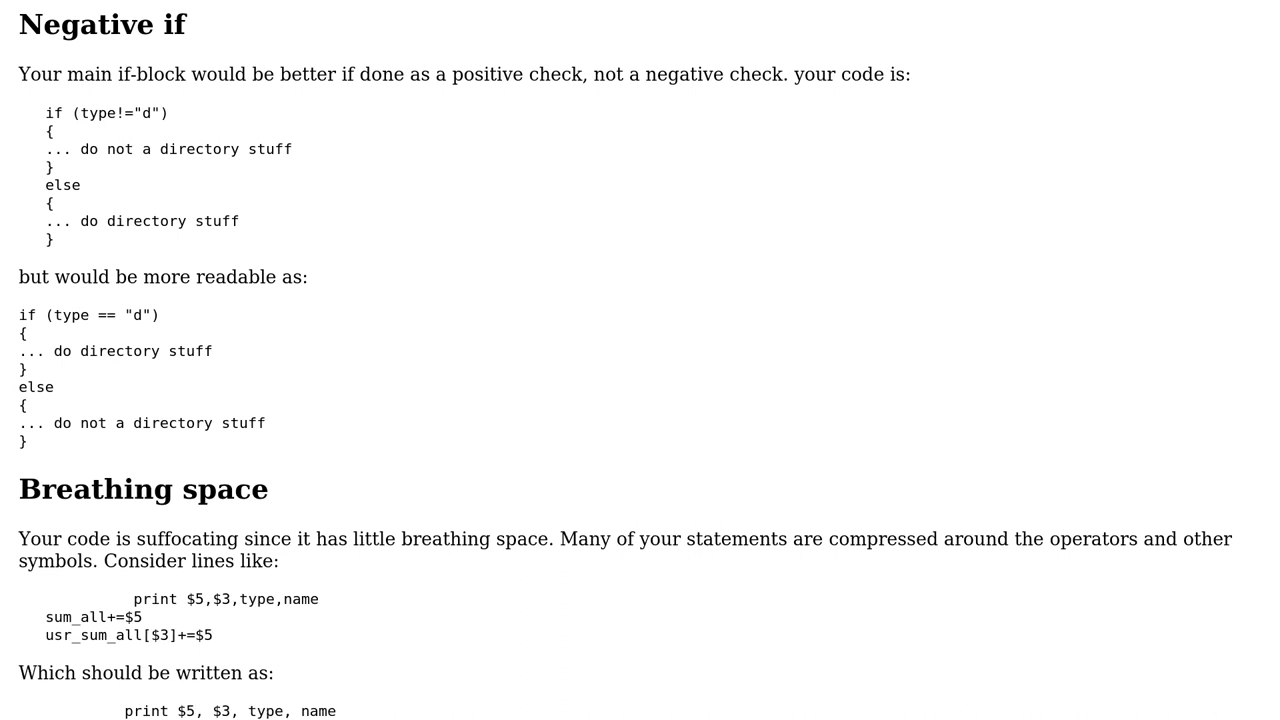 Negative if
Your main if-block would be better if done as a positive check, not a negative check. your code is:
   if (type!="d")
   {
   ... do not a directory stuff
   }
   else
   {
   ... do directory stuff
   }
but would be more readable as:
if (type == "d")
{
... do directory stuff
}
else
{
... do not a directory stuff
}
Breathing space
Your code is suffocating since it has little breathing space. Many of your statements are compressed around the operators and other
symbols. Consider lines like:
             print $5,$3,type,name
   sum_all+=$5
   usr_sum_all[$3]+=$5
Which should be written as:
            print $5, $3, type, name